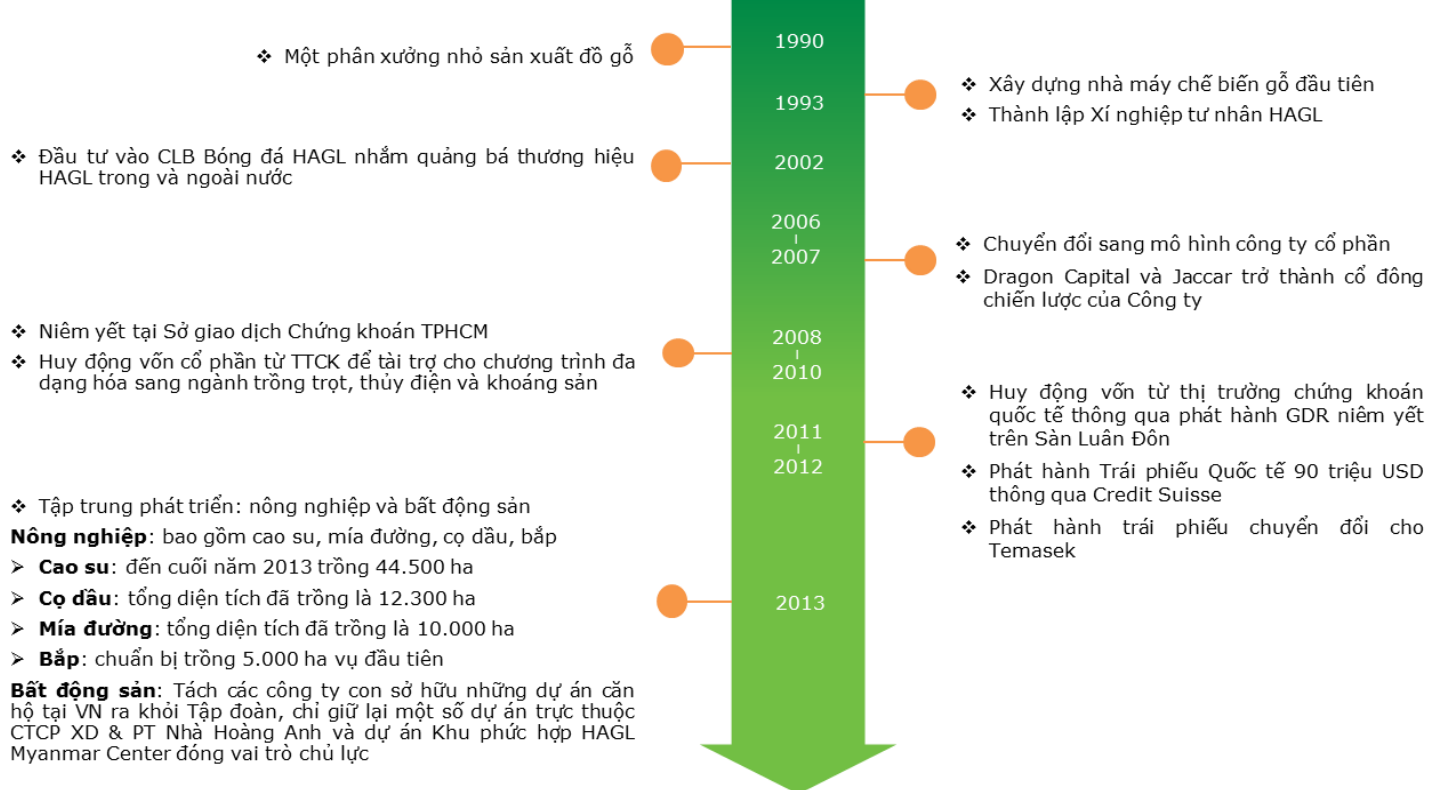 1990
❖ Một phân xưởng nhỏ sản xuất đồ gỗ
1993
❖ Xây dựng nhà máy chế biến gỗ đầu tiên
❖ Thành lập Xí nghiệp tư nhân HAGL
2002
❖ Đầu tư vào CLB Bóng đá HAGL nhắm quảng bá thương hiệu
HAGL trong và ngoài nước
2006
–
2007
❖ Chuyển đổi sang mô hình công ty cổ phần
❖ Dragon Capital và Jaccar trở thành cổ đông
chiến lược của Công ty
2008
–
2010
❖ Niêm yết tại Sở giao dịch Chứng khoán TPHCM
❖ Huy động vốn cổ phần từ TTCK để tài trợ cho chương trình đa
dạng hóa sang ngành trồng trọt, thủy điện và khoáng sản
2011
–
2012
❖ Huy động vốn từ thị trường chứng khoán
quốc tế thông qua phát hành GDR niêm yết
trên Sàn Luân Đôn
❖ Phát hành Trái phiếu Quốc tế 90 triệu USD
thông qua Credit Suisse
❖ Phát hành trái phiếu chuyển đổi cho
Temasek
2013
❖ Tập trung phát triển: nông nghiệp và bất động sản
Nông nghiệp: bao gồm cao su, mía đường, cọ dầu, bắp
➢ Cao su: đến cuối năm 2013 trồng 44.500 ha
➢ Cọ dầu: tổng diện tích đã trồng là 12.300 ha
➢ Mía đường: tổng diện tích đã trồng là 10.000 ha
➢ Bắp: chuẩn bị trồng 5.000 ha vụ đầu tiên
Bất động sản: Tách các công ty con sở hữu những dự án căn
hộ tại VN ra khỏi Tập đoàn, chỉ giữ lại một số dự án trực thuộc
CTCP XD & PT Nhà Hoàng Anh và dự án Khu phức hợp HAGL
Myanmar Center đóng vai trò chủ lực